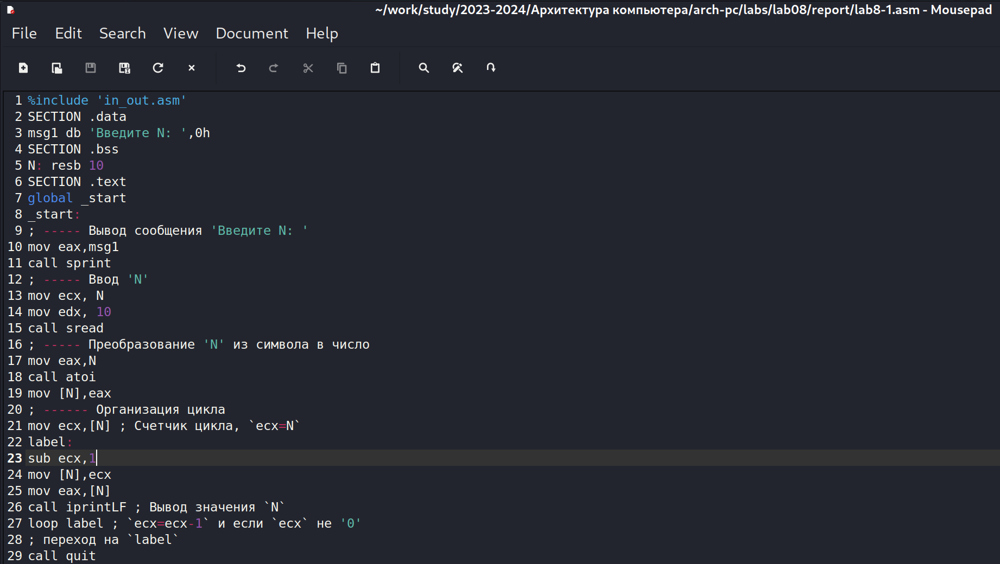 ~/work/study/2023-2024/Архитектура компьютера/arch-pc/labs/lab08/report/lab8-1.asm - Mousepad
File Edit Search View Document Help
1 %include 'in_out.asm'
2 SECTION .data
3 msg1 db 'Введите N: ',0h
4 SECTION .bss
5 N: resb 10
6 SECTION .text
7 global _start
8 _start:
9 ; ----- Вывод сообщения 'Введите N: '
10 mov eax,msg1
11 call sprint
12 ; ----- Ввод 'N'
13 mov ecx, N
14 mov edx, 10
15 call sread
16 ; ----- Преобразование 'N' из символа в число
17 mov eax,N
18 call atoi
19 mov [N],eax
20 ; ------ Организация цикла
21 mov ecx,[N] ; Счетчик цикла, `ecx=N`
22 label:
23 sub ecx,1
24 mov [N],ecx
25 mov eax,[N]
26 call iprintLF ; Вывод значения `N`
27 loop label ; `ecx=ecx-1` и если `ecx` не '0'
28 ; переход на `label`
29 call quit